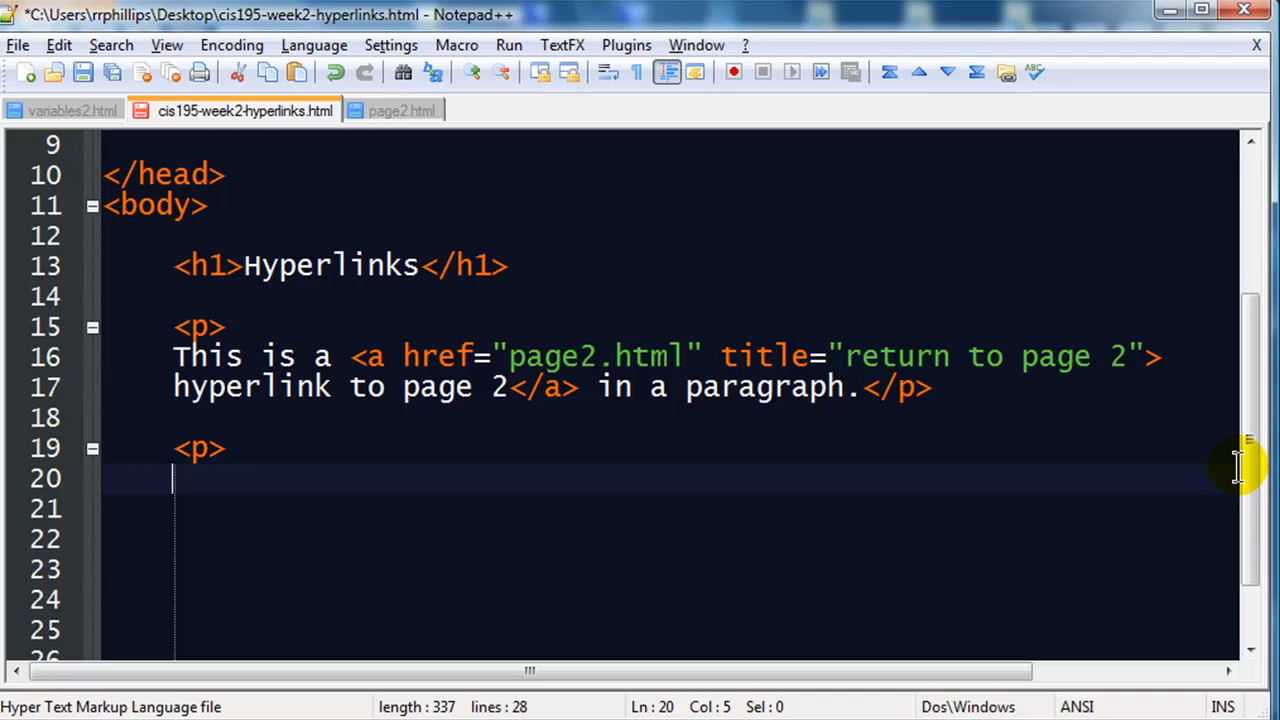 *C:\Users\rrphillips\Desktop\cis195-week2-hyperlinks.html - Notepad++
File Edit Search View Encoding Language Settings Macro Run TextFX Plugins Window ? X
variables2.html cis195-week2-hyperlinks.html page2.html
9
10 </head>
11 <body>
12
13 <h1>Hyperlinks</h1>
14
15 <p>
16 This is a <a href="page2.html" title="return to page 2">
17 hyperlink to page 2</a> in a paragraph.</p>
18
19 <p>
20
21
22
23
24
25
26
Hyper Text Markup Language file length : 337 lines : 28 Ln : 20 Col : 5 Sel : 0 Dos\Windows ANSI INS